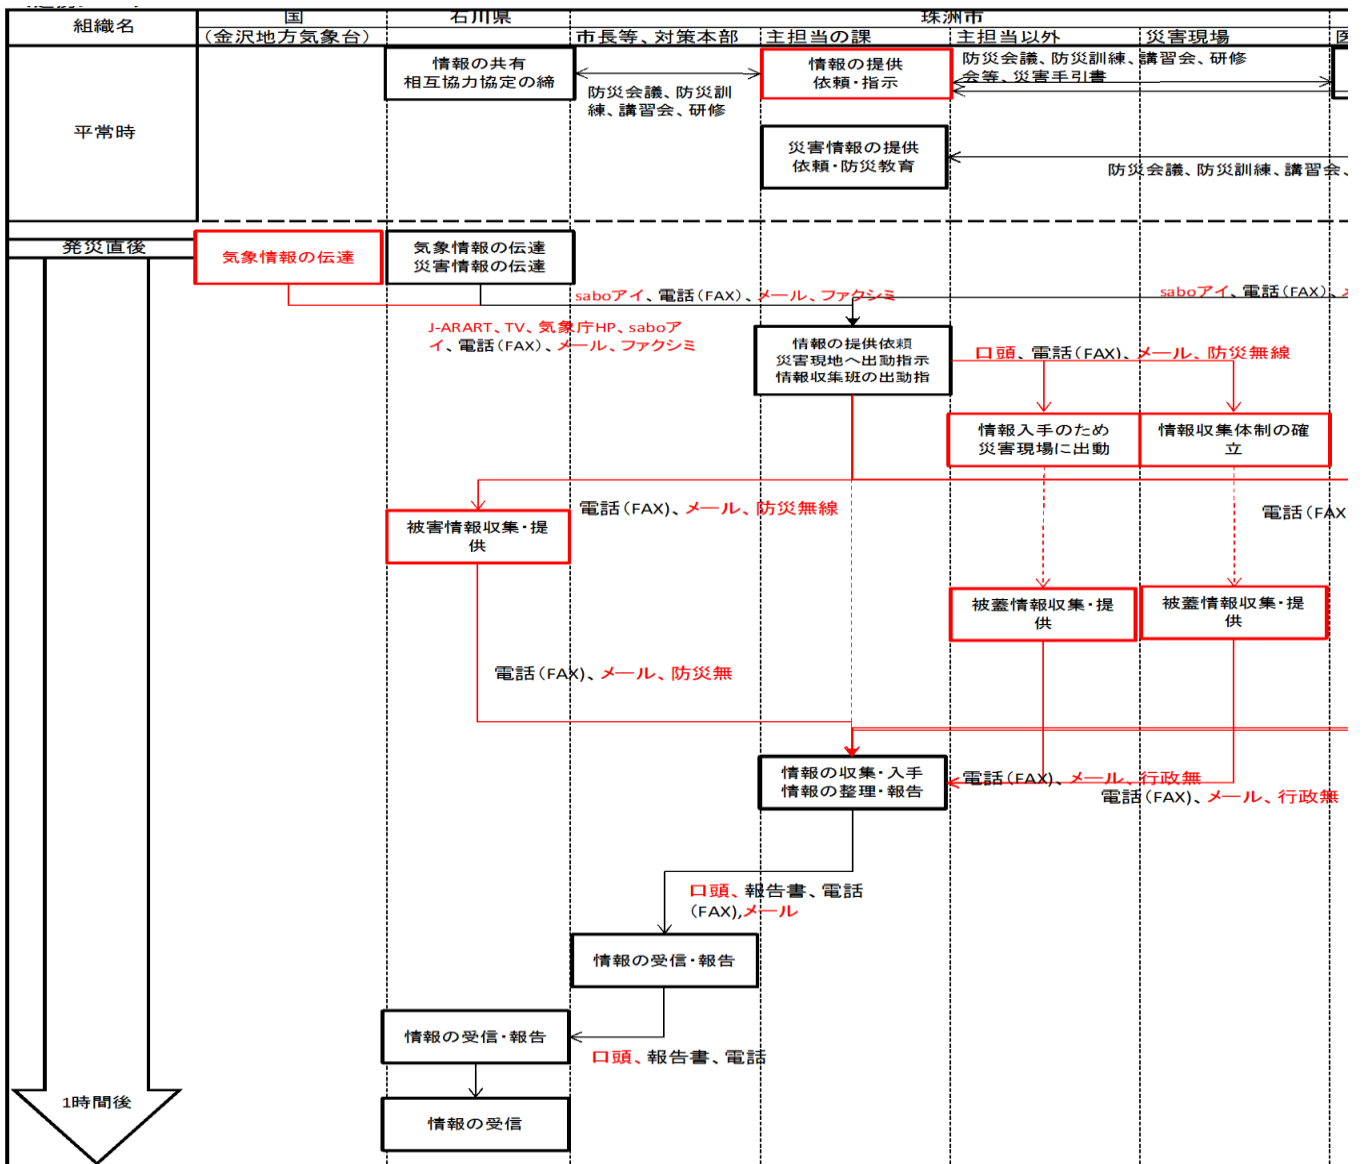 組織名
国
石川県
珠洲市
(金沢地方気象台)
市長等、対策本部
主担当の課
主担当以外
災害現場
平常時
情報の共有
相互協力協定の締
防災会議、防災訓
練、講習会、研修
情報の提供
依頼・指示
防災会議、防災訓練、講習会、研修
会等、災害手引書
災害情報の提供
依頼・防災教育
防災会議、防災訓練、講習会、
発災直後
気象情報の伝達
気象情報の伝達
災害情報の伝達
saboアイ、電話(FAX)、メール、ファクシミ
saboアイ、電話(FAX)、
J-ARART、TV、気象庁HP、saboア
イ、電話(FAX)、メール、ファクシミ
情報の提供依頼
災害現地へ出勤指示
情報収集班の出勤指
口頭、電話(FAX)、メール、防災無線
情報入手のため
災害現場に出動
情報収集体制の確
立
電話(FAX)、メール、防災無線
電話(FAX
被害情報収集・提
供
被蓋情報収集・提
供
被蓋情報収集・提
供
電話(FAX)、メール、防災無
情報の収集・入手
情報の整理・報告
電話(FAX)、メール、行政無
電話(FAX)、メール、行政無
口頭、報告書、電話
(FAX),メール
情報の受信・報告
情報の受信・報告
口頭、報告書、電話
1時間後
情報の受信